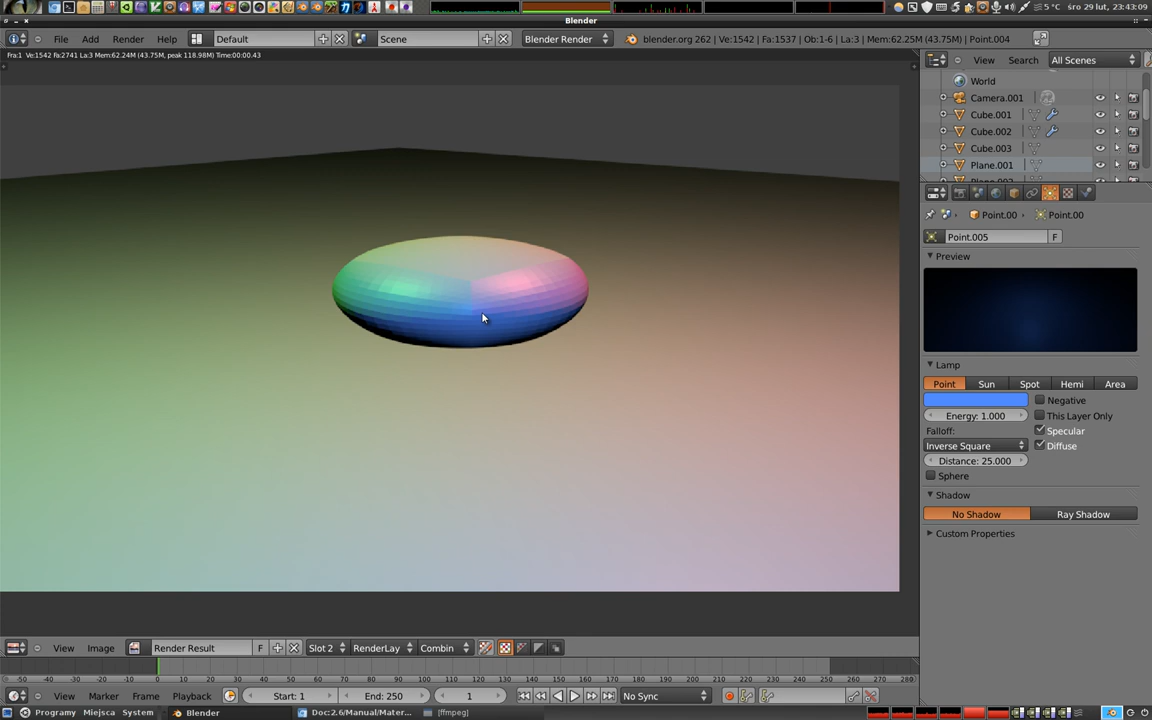 5 °C śro 29 lut, 23:43:09
Blender
File Add Render Help Default Scene Blender Render blender.org 262 | Ve:1542 | Fa:1537 | Ob:1-6 | La:3 | Mem:62.25M (43.75M) | Point.004
Fra:1 Ve:1542 Fa:2741 La:3 Mem:62.24M (43.75M, peak 118.98M) Time:00:00.43
View Search All Scenes
World
Camera.001
Cube.001
Cube.002
Cube.003
Plane.001
Point.00 Point.00
Point.005 F
Preview
Lamp
Point Sun Spot Hemi Area
Negative
Energy: 1.000 This Layer Only
Falloff: Specular
Inverse Square Diffuse
Distance: 25.000
Sphere
Shadow
No Shadow Ray Shadow
Custom Properties
View Image Render Result F Slot 2 RenderLay Combin
-50 -40 -30 -20 -10 0 10 20 30 40 50 60 70 80 90 100 110 120 130 140 150 160 170 180 190 200 210 220 230 240 250 260 270 280
View Marker Frame Playback Start: 1 End: 250 1 No Sync
Programy Miejsca System Blender Doc:2.6/Manual/Mater... [ffmpeg]